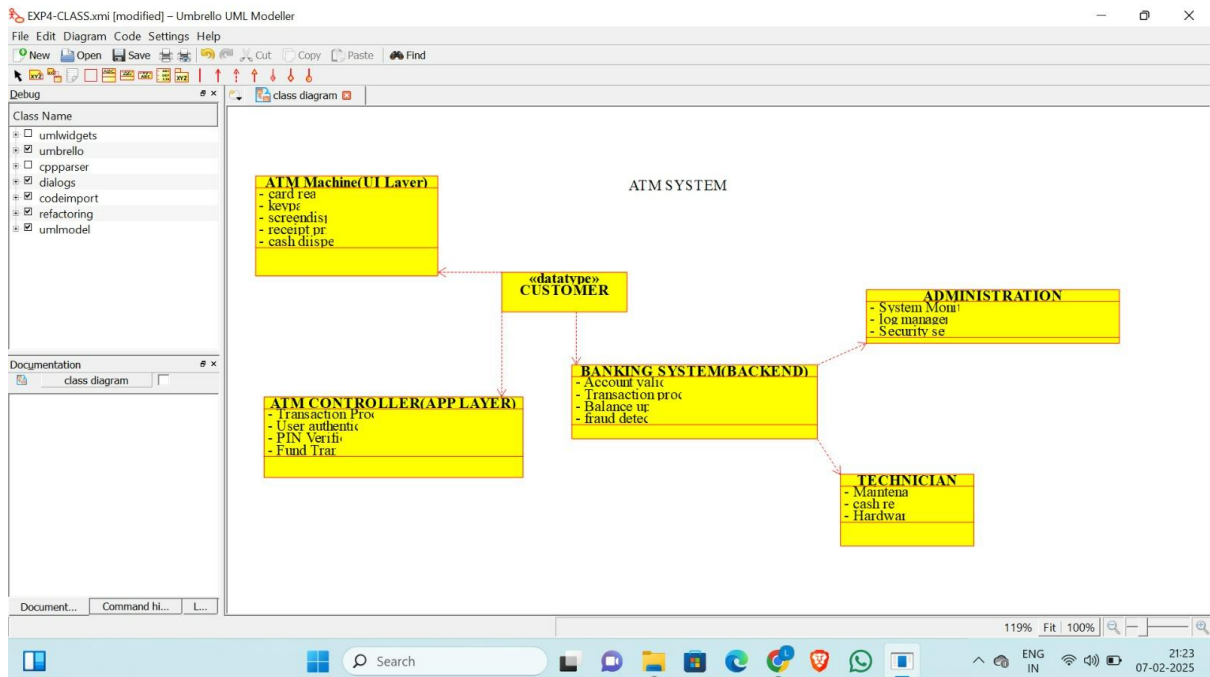 EXP4-CLASS.xmi [modified] – Umbrello UML Modeller
File Edit Diagram Code Settings Help
New Open Save Cut Copy Paste Find
Debug
class diagram
Class Name
umlwidgets
umbrello
cppparser
dialogs
codeimport
refactoring
umlmodel
ATM SYSTEM
ATM Machine(UI Layer)
- card rea
- keypa
- screendisp
- receipt pr
- cash diispe
«datatype»
CUSTOMER
ADMINISTRATION
- System Moni
- log manager
- Security se
BANKING SYSTEM(BACKEND)
- Account valic
- Transaction proc
- Balance up
- fraud detec
ATM CONTROLLER(APP LAYER)
- Transaction Proc
- User authentic
- PIN Verific
- Fund Tran
TECHNICIAN
- Maintena
- cash re
- Hardwar
Documentation
class diagram
Document... Command hi... L...
119% Fit 100%
Search
ENG
IN
21:23
07-02-2025